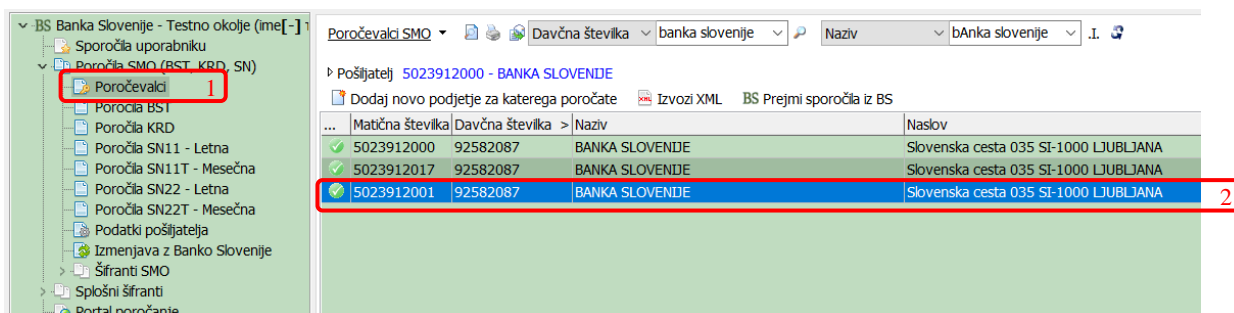 BS Banka Slovenije - Testno okolje (ime[-]
Sporočila uporabniku
Poročila SMO (BST, KRD, SN)
Poročevalci 1
Poročila BST
Poročila KRD
Poročila SN11 - Letna
Poročila SN11T - Mesečna
Poročila SN22 - Letna
Poročila SN22T - Mesečna
Podatki pošiljatelja
Izmenjava z Banko Slovenije
Šifranti SMO
Splošni šifranti
Portal poročanje
Poročevalci SMO Davčna številka banka slovenije Naziv bAnka slovenije .I.
Pošiljatelj 5023912000 - BANKA SLOVENIJE
Dodaj novo podjetje za katerega poročate Izvozi XML BS Prejmi sporočila iz BS
... Matična številka Davčna številka > Naziv Naslov
5023912000 92582087 BANKA SLOVENIJE Slovenska cesta 035 SI-1000 LJUBLJANA
5023912017 92582087 BANKA SLOVENIJE Slovenska cesta 035 SI-1000 LJUBLJANA
5023912001 92582087 BANKA SLOVENIJE Slovenska cesta 035 SI-1000 LJUBLJANA 2